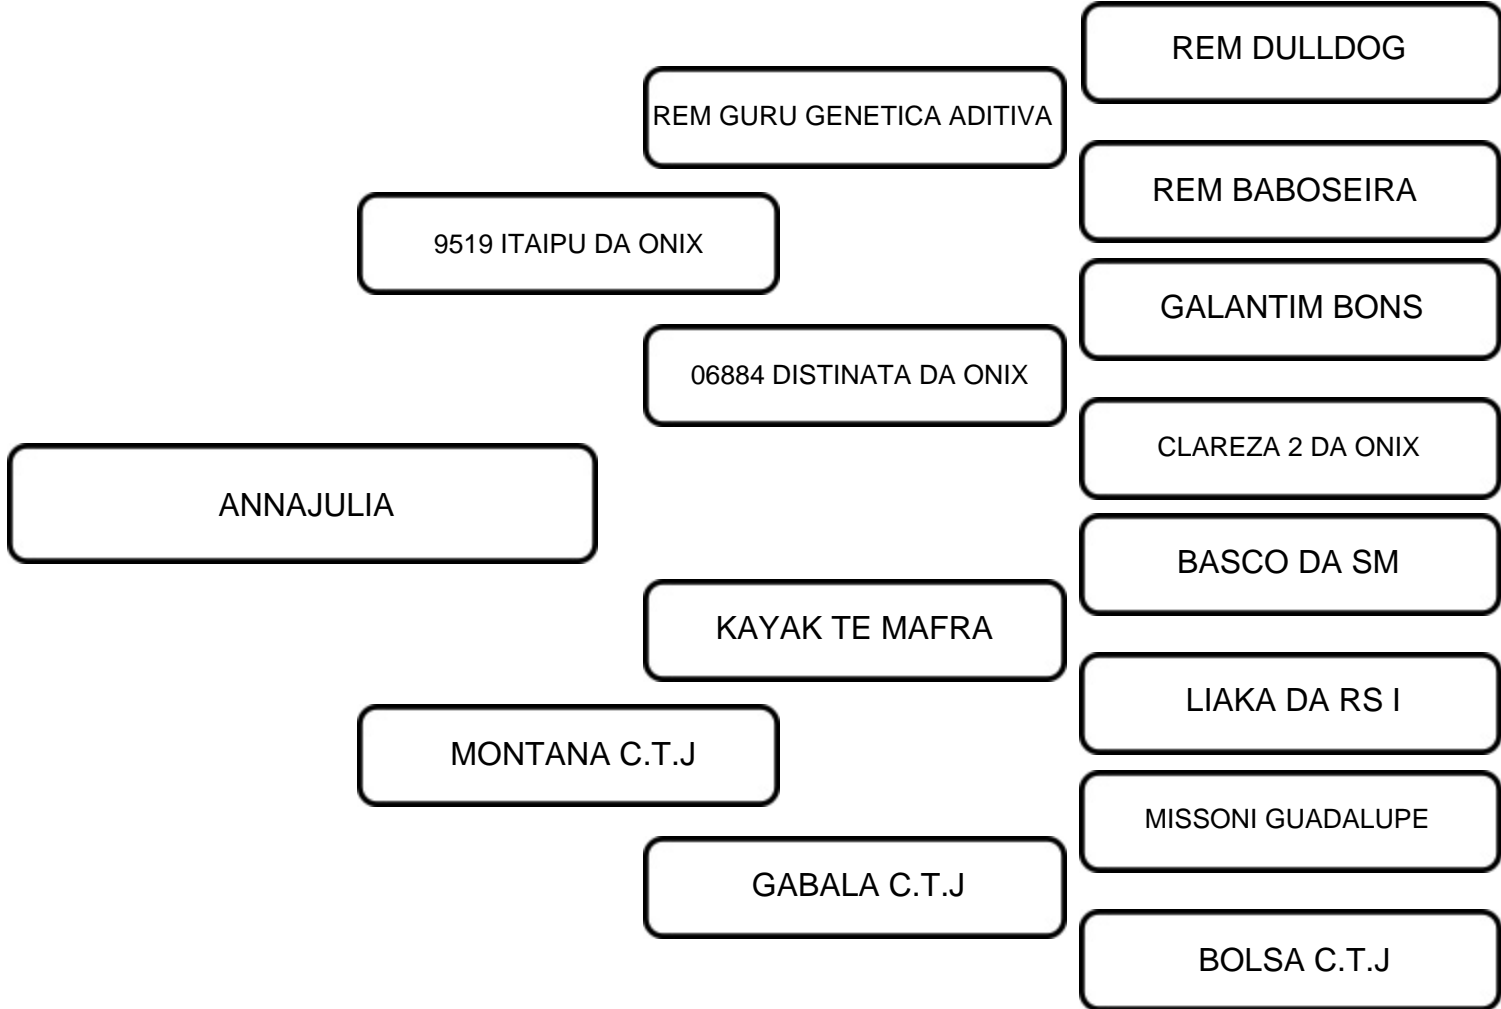 REM DULLDOG
REM GURU GENETICA ADITIVA
REM BABOSEIRA
9519 ITAIPU DA ONIX
GALANTIM BONS
06884 DISTINATA DA ONIX
CLAREZA 2 DA ONIX
ANNAJULIA
BASCO DA SM
KAYAK TE MAFRA
LIAKA DA RS I
MONTANA C.T.J
MISSONI GUADALUPE
GABALA C.T.J
BOLSA C.T.J